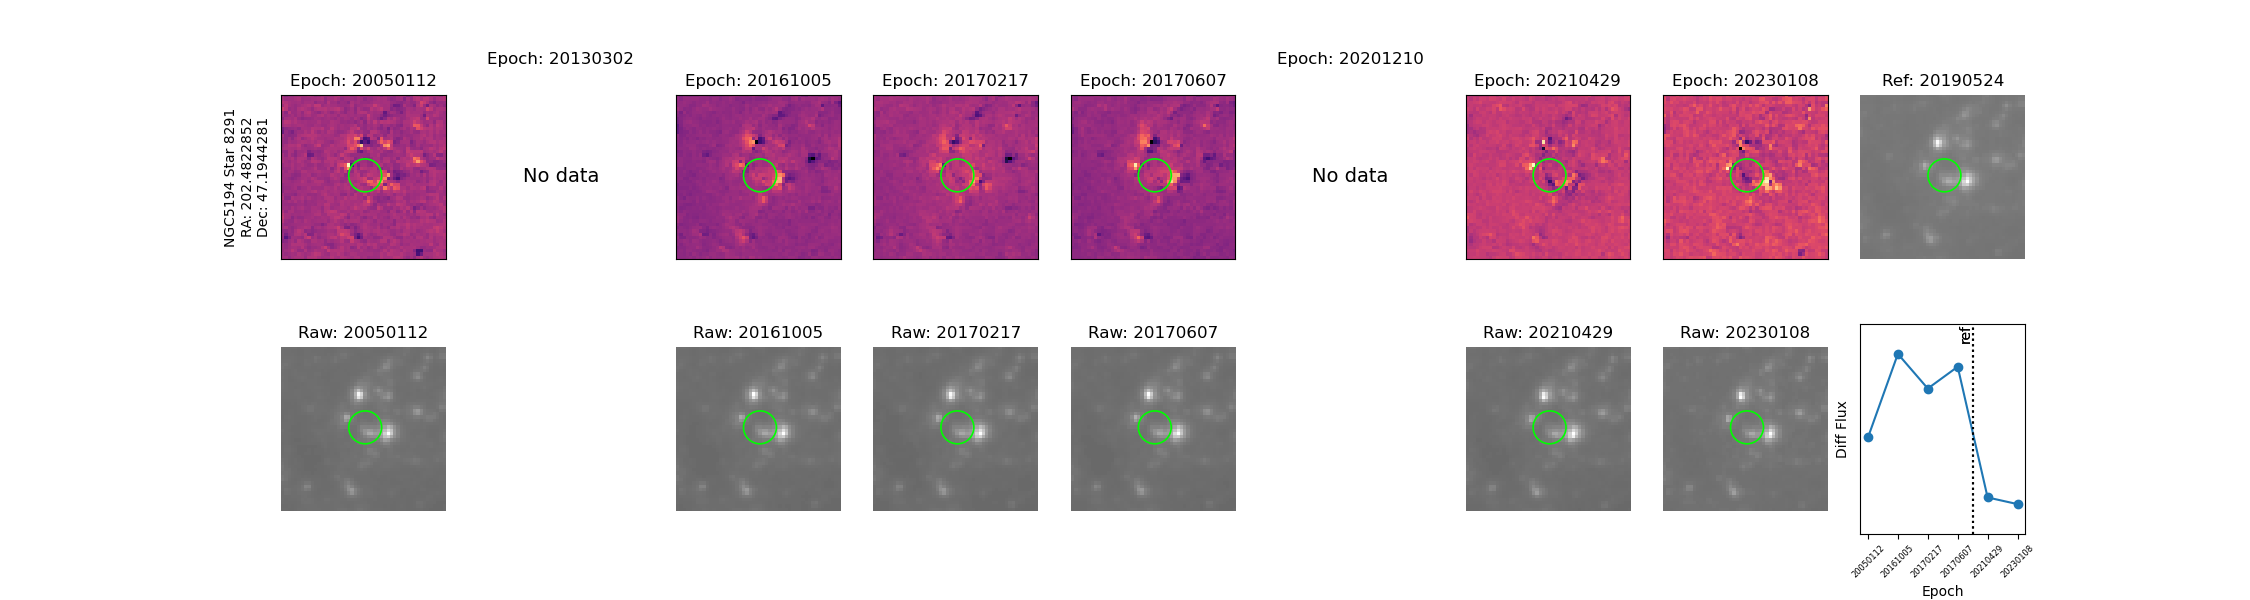 Epoch: 20130302
Epoch: 20201210
Epoch: 20050112
Epoch: 20161005
Epoch: 20170217
Epoch: 20170607
Epoch: 20210429
Epoch: 20230108
Ref: 20190524
NGC5194 Star 8291
RA: 202.4822852
Dec: 47.1944281
No data
No data
Raw: 20050112
Raw: 20161005
Raw: 20170217
Raw: 20170607
Raw: 20210429
Raw: 20230108
ref
Diff Flux
20050112
20161005
20170217
20170607
20210429
20230108
Epoch